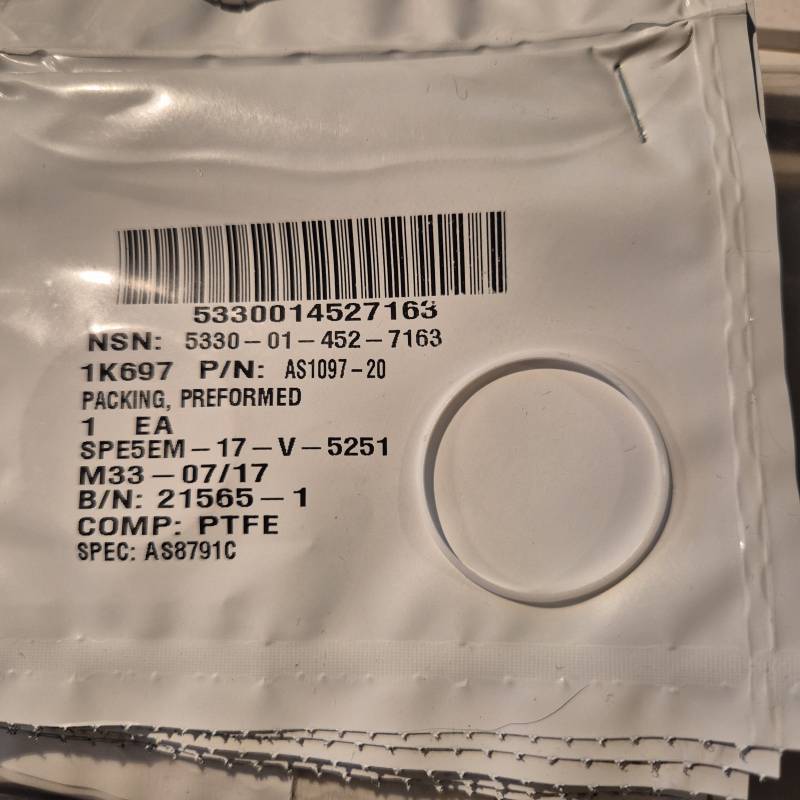 5330014527163
NSN: 5330-01-452-7163
1K697 P/N: AS1097-20
PACKING, PREFORMED
1 EA
SPE5EM-17-V-5251
M33-07/17
B/N: 21565-1
COMP: PTFE
SPEC: AS8791C